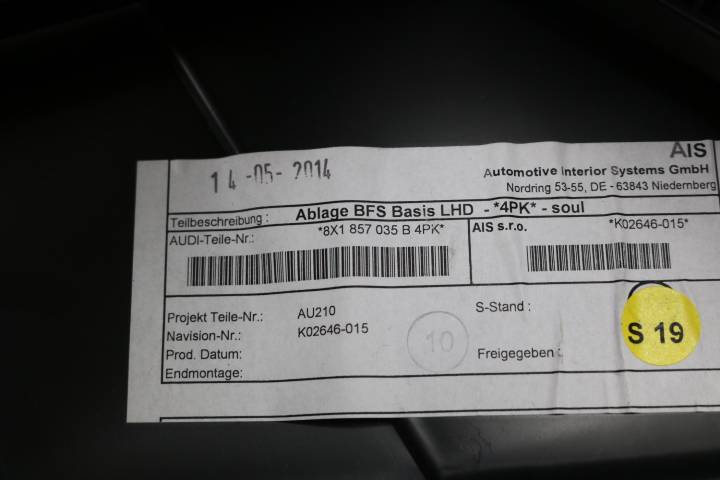 AIS
14-05-2014
Automotive Interior Systems GmbH
Nordring 53-55, DE - 63843 Niedernberg
Teilbeschreibung : Ablage BFS Basis LHD - *4PK* - soul
AUDI-Teile-Nr.: *8X1 857 035 B 4PK*
AIS s.r.o. *K02646-015*
Projekt Teile-Nr.: AU210
Navision-Nr.: K02646-015
Prod. Datum:
Endmontage:
10
S-Stand :
S 19
Freigegeben :